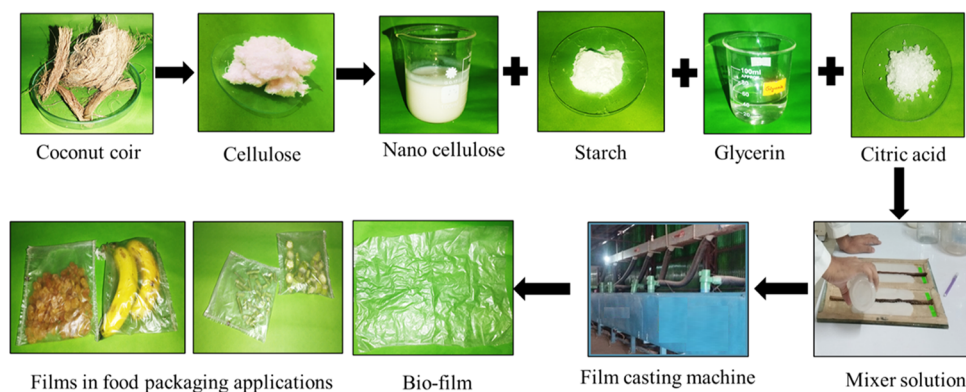 Coconut coir
Cellulose
Nano cellulose
Starch
100ml
Glycerin
Citric acid
Films in food packaging applications
Bio-film
Film casting machine
Mixer solution